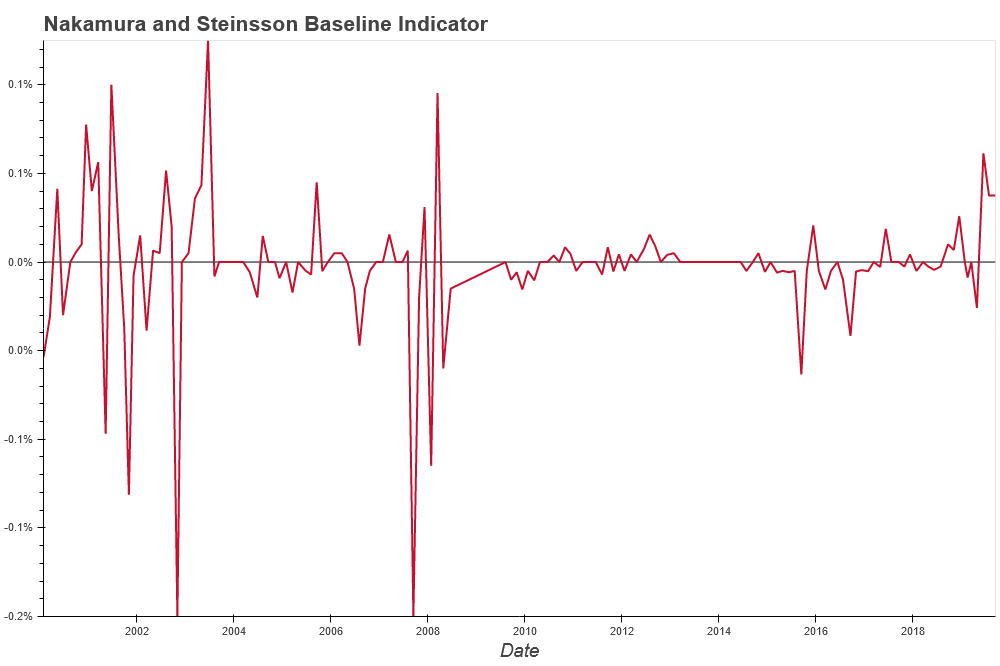 Nakamura and Steinsson Baseline Indicator
0.1%
0.1%
0.0%
0.0%
-0.1%
-0.1%
-0.2%
2002 2004 2006 2008 2010 2012 2014 2016 2018
Date